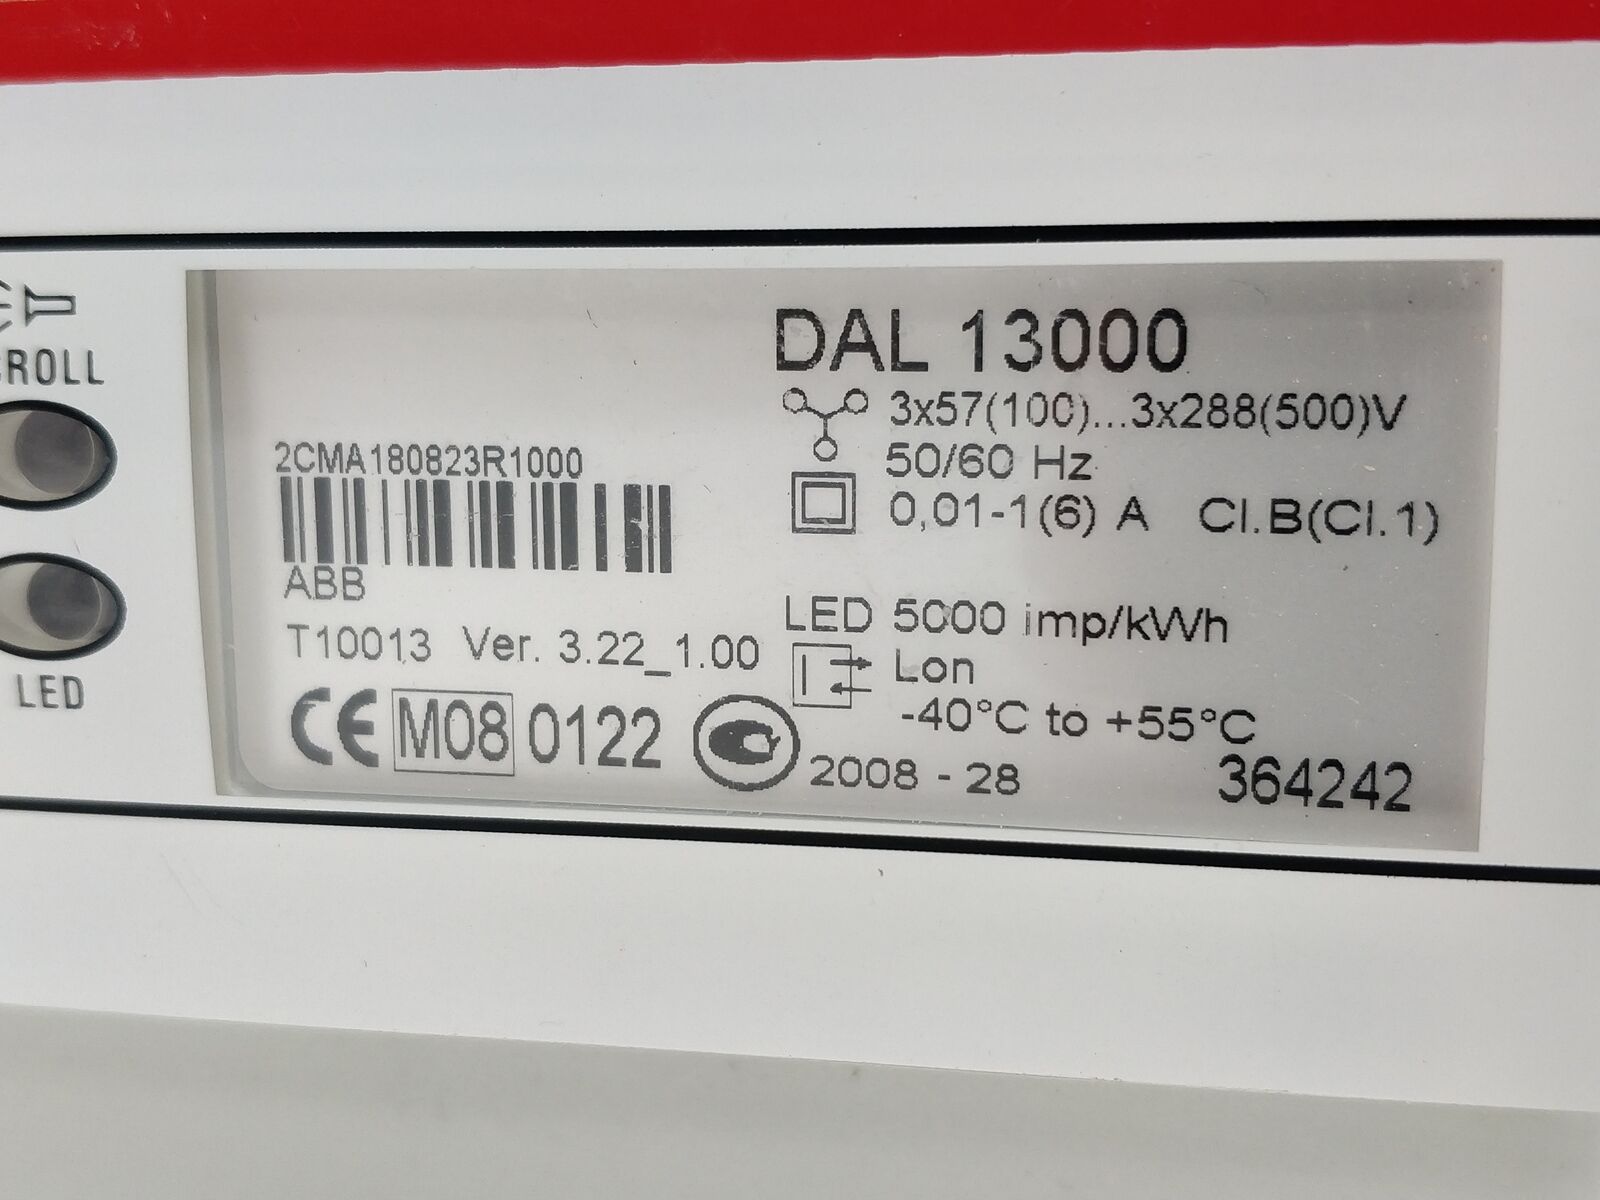 CROLL
LED
DAL 13000
3x57(100)...3x288(500)V
50/60 Hz
0,01-1(6) A Cl.B(Cl.1)
2CMA180823R1000
ABB
T10013 Ver. 3.22_1.00
LED 5000 imp/kWh
Lon
-40°C to +55°C
CE M08 0122
2008 - 28
364242